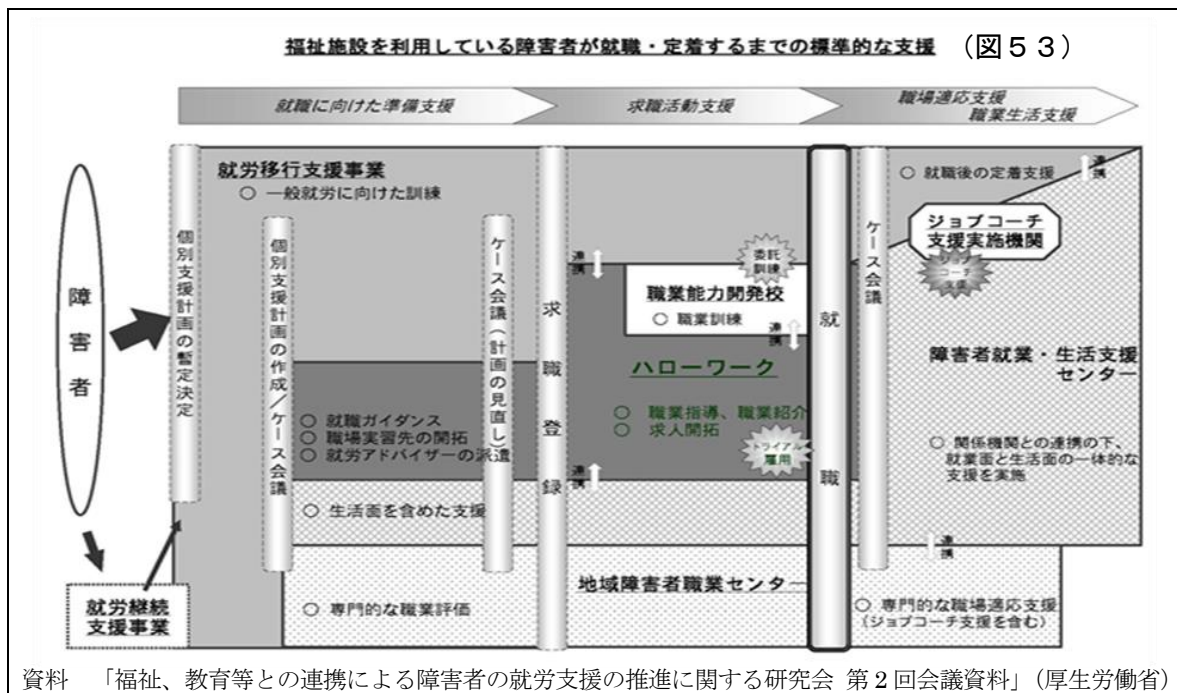 福祉施設を利用している障害者が就職・定着するまでの標準的な支援 (図53)
就職に向けた準備支援
求職活動支援
職場適応支援
職業生活支援
障害者
就労継続
支援事業
個別支援計画の暫定決定
就労移行支援事業
○ 一般就労に向けた訓練
個別支援計画の作成/ケース会議
ケース会議(計画の見直し)
○ 就職ガイダンス
○ 職場実習先の開拓
○ 就労アドバイザーの派遣
○ 生活面を含めた支援
○ 専門的な職業評価
求職登録
連携
連携
委託
訓練
職業能力開発校
○ 職業訓練
連携
ハローワーク
○ 職業指導、職業紹介
○ 求人開拓
トライアル
雇用
地域障害者職業センター
就職
ケース会議
○ 就職後の定着支援
連携
ジョブコーチ
支援実施機関
コーチ
障害者就業・生活支援
センター
○ 関係機関との連携の下、
就業面と生活面の一体的な
支援を実施
連携
○ 専門的な職場適応支援
(ジョブコーチ支援を含む)
資料 「福祉、教育等との連携による障害者の就労支援の推進に関する研究会 第2回会議資料」(厚生労働省)